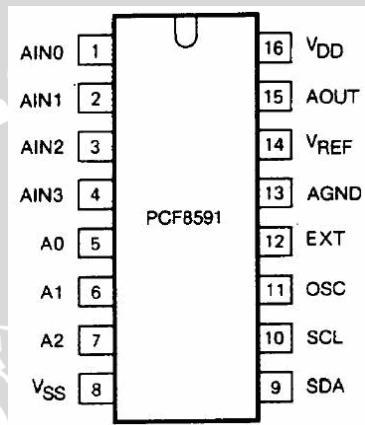 AIN0 1 16 VDD
AIN1 2 15 AOUT
AIN2 3 14 VREF
AIN3 4 13 AGND
PCF8591
A0 5 12 EXT
A1 6 11 OSC
A2 7 10 SCL
VSS 8 9 SDA